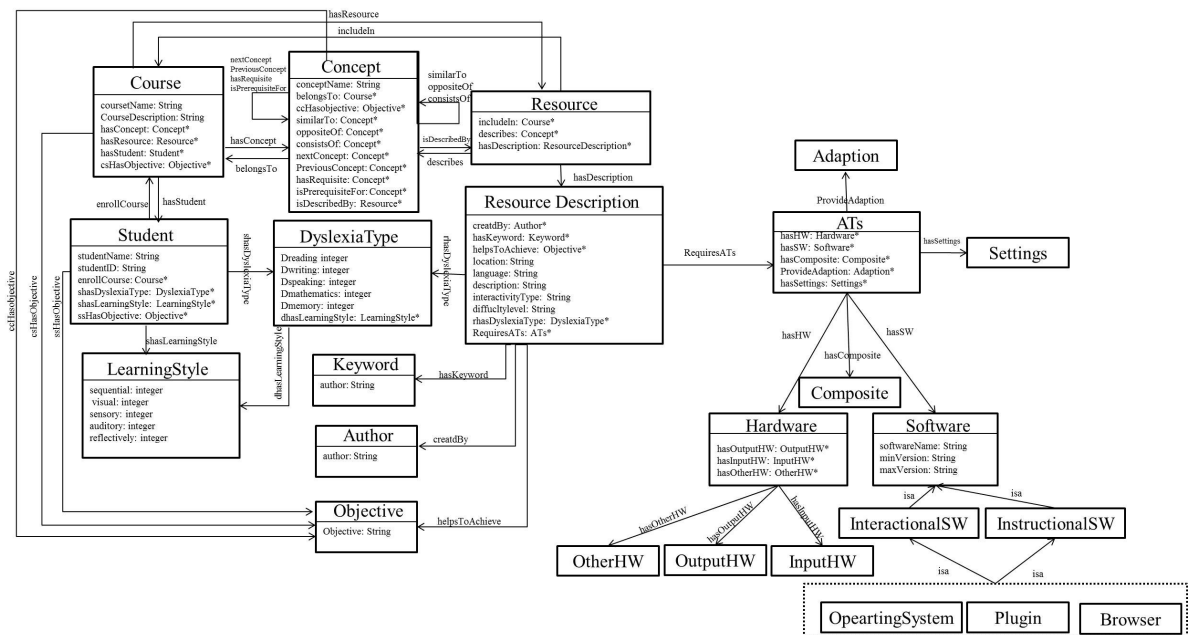 hasResource
includeIn
nextConcept
PreviousConcept
hasRequisite
isPrerequisiteFor
Concept
conceptName: String
belongsTo: Course*
ccHasobjective: Objective*
similarTo: Concept*
oppositeOf: Concept*
consistsOf: Concept*
nextConcept: Concept*
PreviousConcept: Concept*
hasRequisite: Concept*
isPrerequisiteFor: Concept*
isDescribedBy: Resource*
similarTo
oppositeOf
consistsOf
Course
coursetName: String
CourseDescription: String
hasConcept: Concept*
hasResource: Resource*
hasStudent: Student*
csHasObjective: Objective*
hasConcept
belongsTo
isDescribedBy
describes
Resource
includeIn: Course*
describes: Concept*
hasDescription: ResourceDescription*
hasDescription
enrollCourse
hasStudent
Student
studentName: String
studentID: String
enrollCourse: Course*
shasDyslexiaType: DyslexiaType*
shasLearningStyle: LearningStyle*
ssHasObjective: Objective*
shasDyslexiaType
DyslexiaType
Dreading integer
Dwriting: integer
Dspeaking: integer
Dmathematics: integer
Dmemory: integer
dhasLearningStyle: LearningStyle*
rhasDyslexiaType
Resource Description
creatdBy: Author*
hasKeyword: Keyword*
helpsToAchieve: Objective*
location: String
language: String
description: String
interactivityType: String
diffucltylevel: String
rhasDyslexiaType: DyslexiaType*
RequiresATs: ATs*
RequiresATs
Adaption
ProvideAdaption
ATs
hasHW: Hardware*
hasSW: Software*
hasComposite: Composite*
ProvideAdaption: Adaption*
hasSettings: Settings*
hasSettings
Settings
ccHasobjective
csHasObjective
ssHasObjective
shasLearningStyle
dhasLearningStyle
LearningStyle
sequential: integer
visual: integer
sensory: integer
auditory: integer
reflectively: integer
Keyword
author: String
hasKeyword
Author
author: String
creatdBy
Objective
Objective: String
helpsToAchieve
hasHW
hasComposite
hasSW
Composite
Hardware
hasOutputHW: OutputHW*
hasInputHW: InputHW*
hasOtherHW: OtherHW*
Software
softwareName: String
minVersion: String
maxVersion: String
hasOtherHW
hasOutputHW
hasInputHW
OtherHW
OutputHW
InputHW
isa
isa
InteractionalSW
InstructionalSW
isa
isa
OpeartingSystem
Plugin
Browser